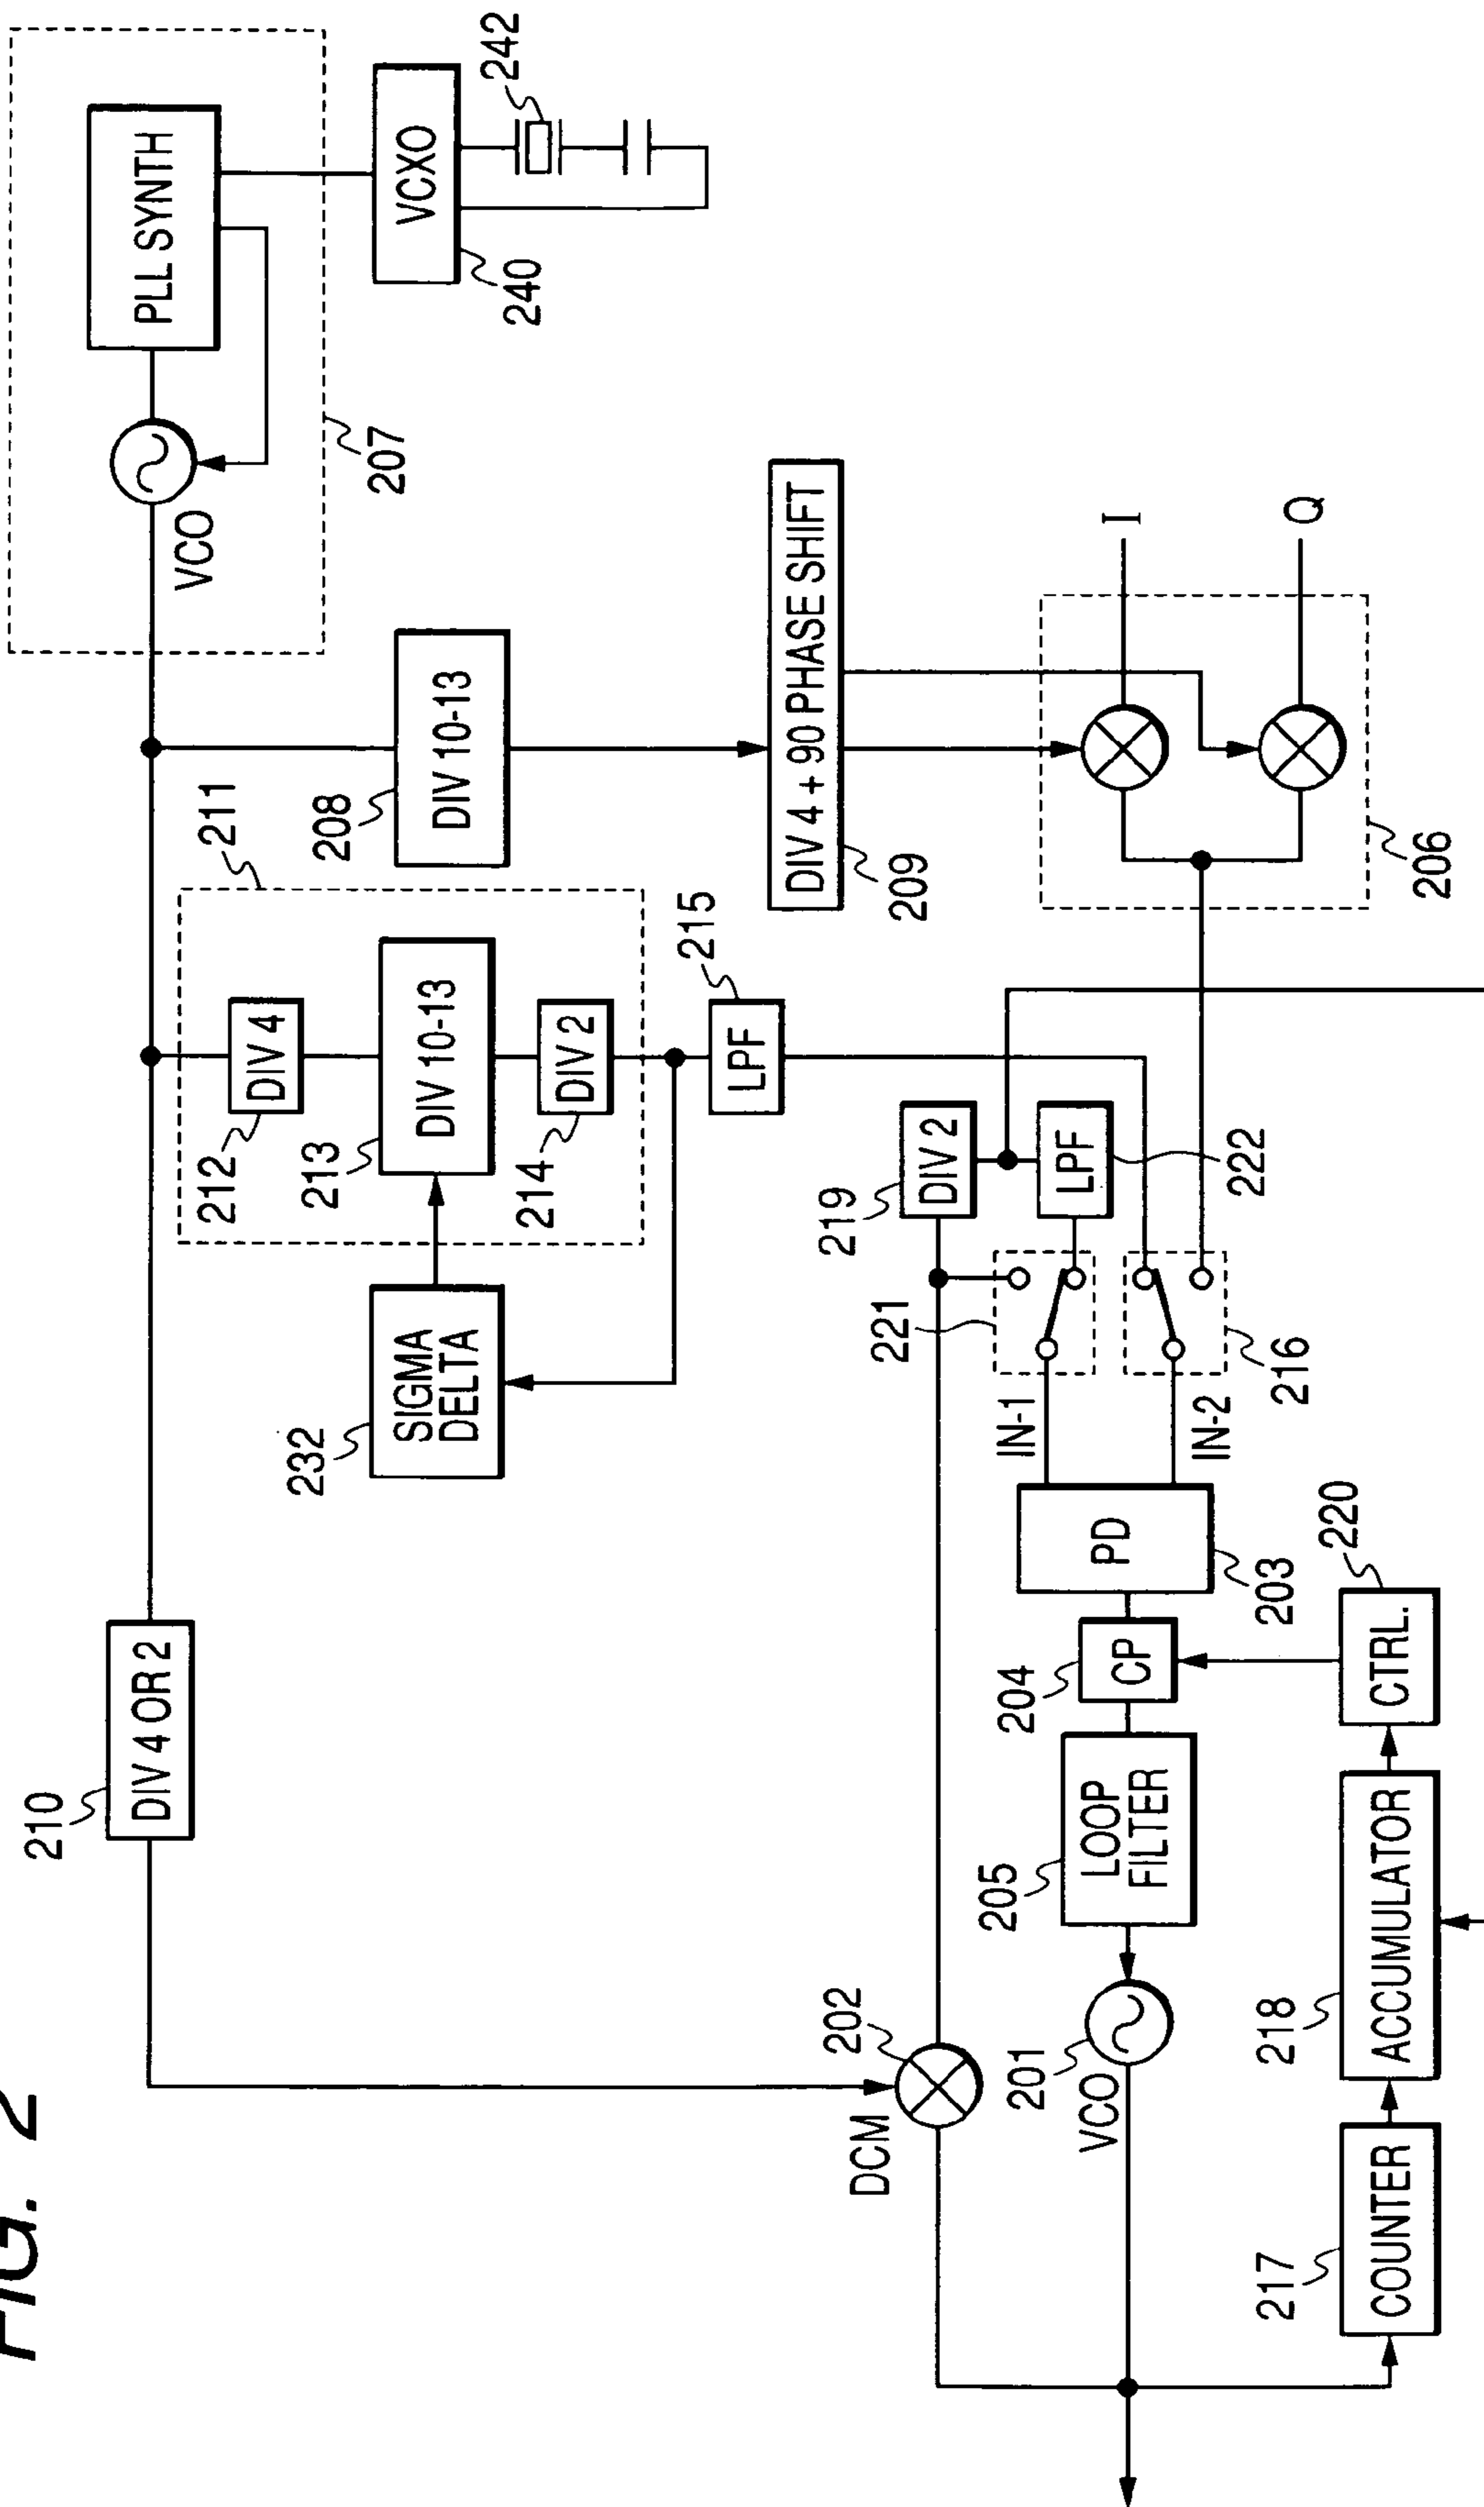 FIG. 2
210
DIV 4 OR 2
211
212
DIV 4
213
DIV 10-13
214
DIV 2
232
SIGMA
DELTA
215
LPF
208
DIV 10-13
VCO
PLL SYNTH
207
VCXO
240
242
209
DIV 4 + 90 PHASE SHIFT
I
Q
206
202
DCM
219
DIV 2
LPF
222
221
216
IN-1
IN-2
PD
203
204
CP
205
LOOP
FILTER
201
VCO
217
COUNTER
218
ACCUMULATOR
220
CTRL.